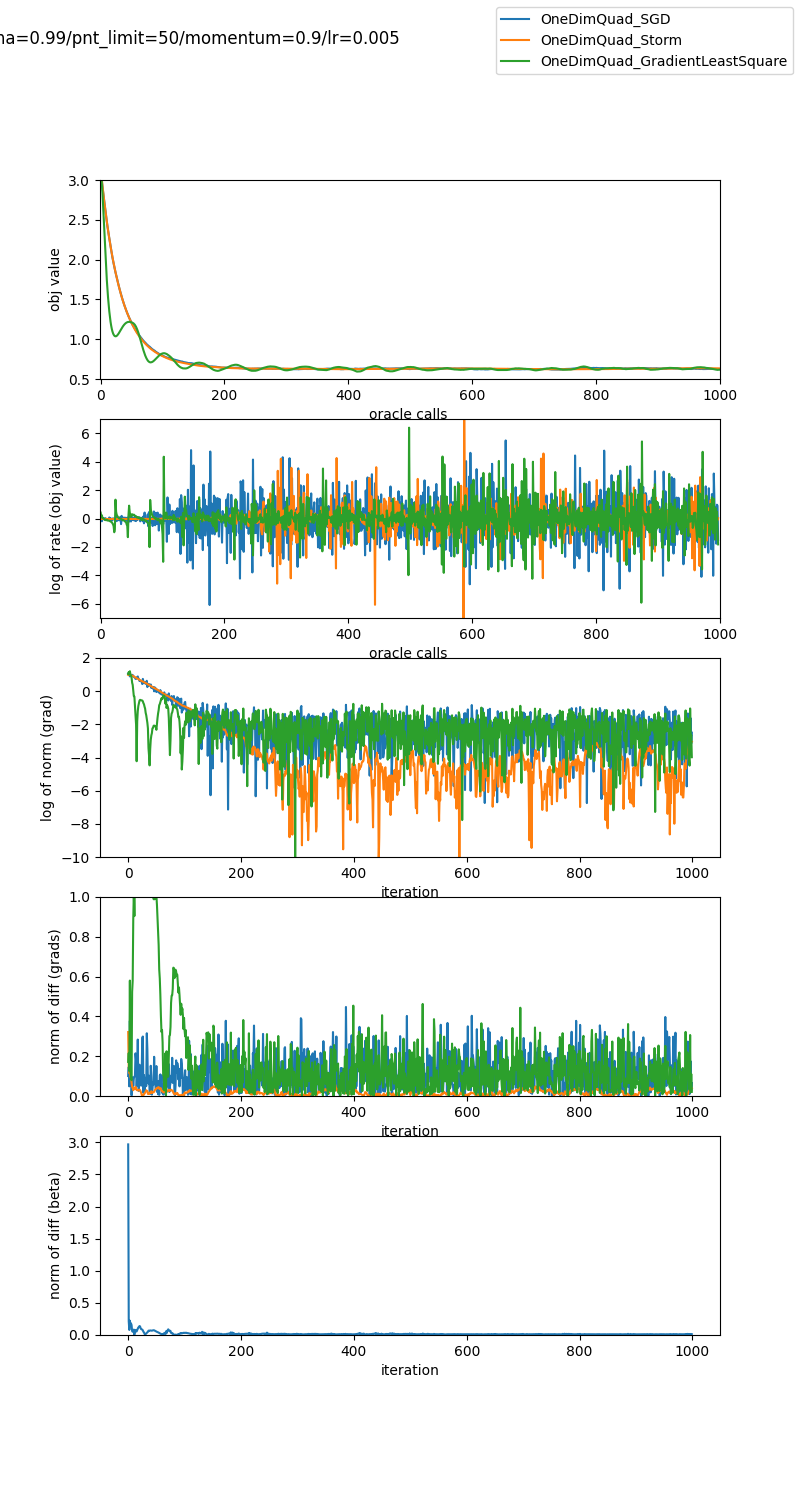 na=0.99/pnt_limit=50/momentum=0.9/lr=0.005
OneDimQuad_SGD
OneDimQuad_Storm
OneDimQuad_GradientLeastSquare
3.0
2.5
2.0
1.5
1.0
0.5
obj value
0 200 400 600 800 1000
oracle calls
6
4
2
0
−2
−4
−6
log of rate (obj value)
0 200 400 600 800 1000
oracle calls
2
0
−2
−4
−6
−8
−10
log of norm (grad)
0 200 400 600 800 1000
iteration
1.0
0.8
0.6
0.4
0.2
0.0
norm of diff (grads)
0 200 400 600 800 1000
iteration
3.0
2.5
2.0
1.5
1.0
0.5
0.0
norm of diff (beta)
0 200 400 600 800 1000
iteration